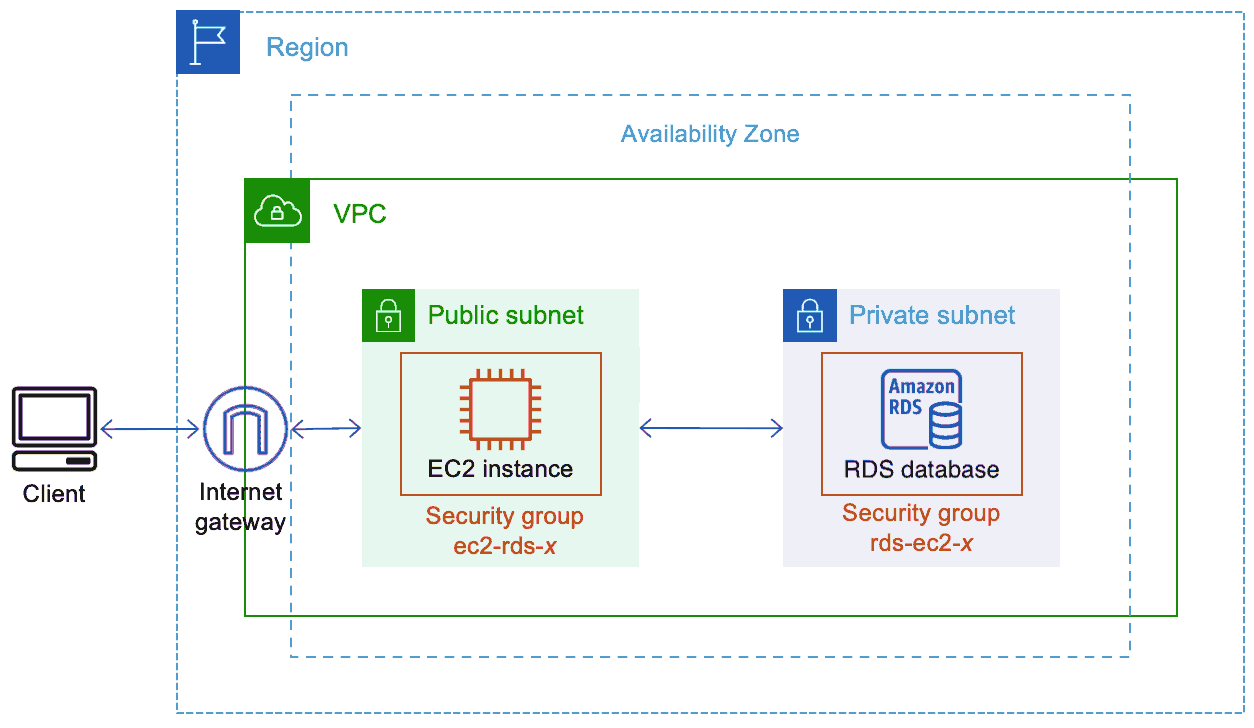 Region
Availability Zone
VPC
Public subnet
Private subnet
Amazon
RDS
EC2 instance
RDS database
Client
Internet
gateway
Security group
ec2-rds-x
Security group
rds-ec2-x